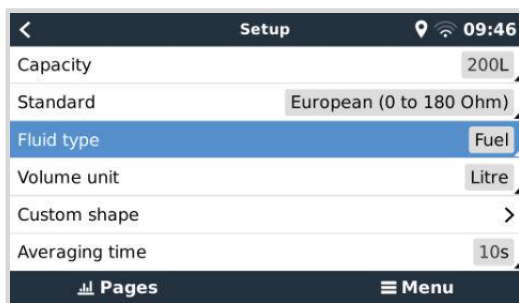 Setup 09:46
Capacity 200L
Standard European (0 to 180 Ohm)
Fluid type Fuel
Volume unit Litre
Custom shape
Averaging time 10s
Pages Menu